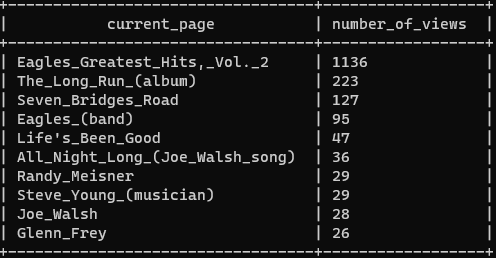 current_page | number_of_views
Eagles_Greatest_Hits,_Vol._2 | 1136
The_Long_Run_(album) | 223
Seven_Bridges_Road | 127
Eagles_(band) | 95
Life's_Been_Good | 47
All_Night_Long_(Joe_Walsh_song) | 36
Randy_Meisner | 29
Steve_Young_(musician) | 29
Joe_Walsh | 28
Glenn_Frey | 26